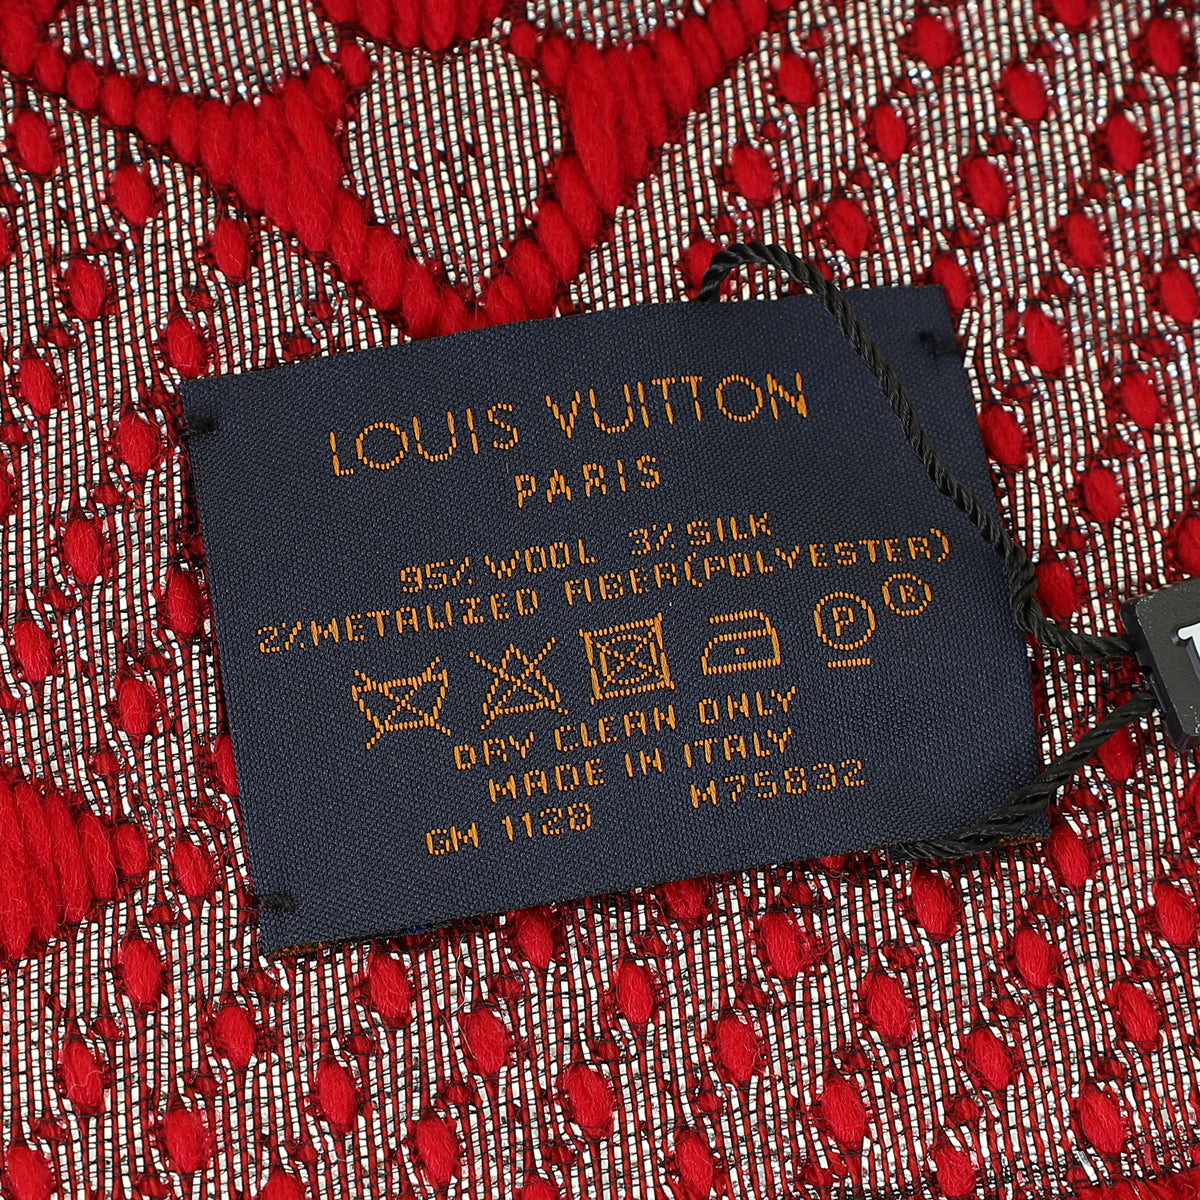 LOUIS VUITTON
PARIS
95% WOOL 3% SILK
2% METALIZED FIBER(POLYESTER)
P R
DRY CLEAN ONLY
MADE IN ITALY
GM 1128 M75832